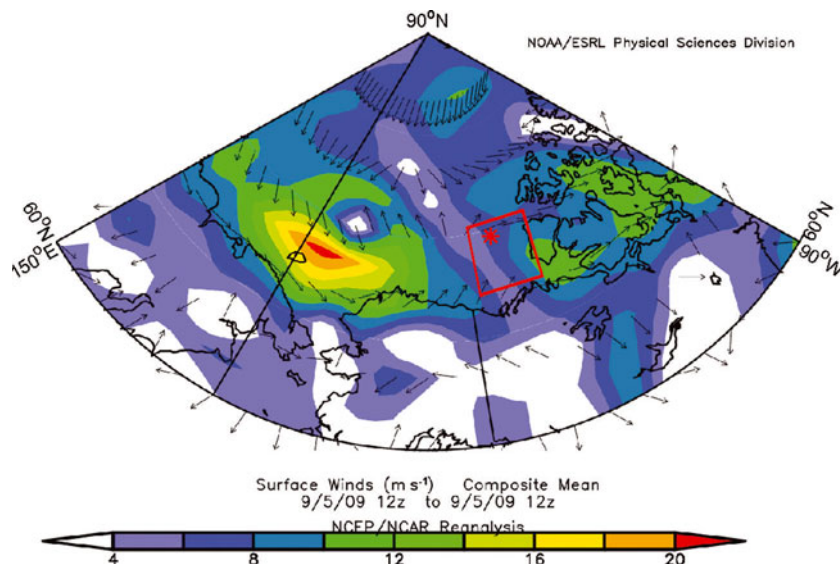 90°N
NOAA/ESRL Physical Sciences Division
60°N
150°E
60°N
90°W
Surface Winds (m s⁻¹) Composite Mean
9/5/09 12z to 9/5/09 12z
NCEP/NCAR Reanalysis
4 8 12 16 20